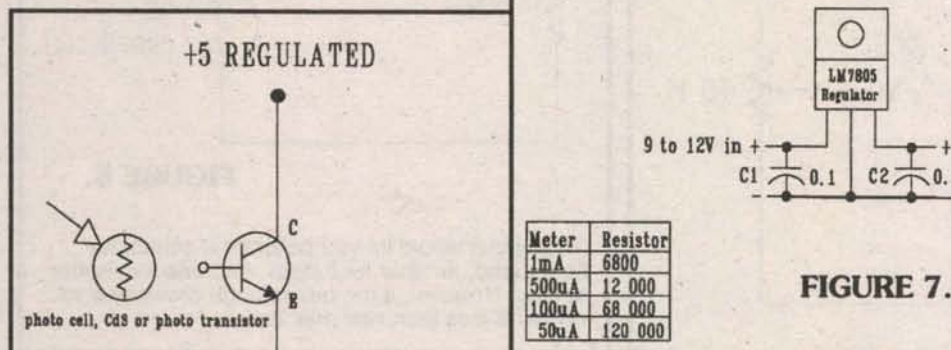 +5 REGULATED
C
E
photo cell, CdS or photo transistor
LM7805
Regulator
9 to 12V in +
+
C1
0.1
C2
0.
-
Meter Resistor
1mA 6800
500uA 12 000
100uA 68 000
50uA 120 000
FIGURE 7.